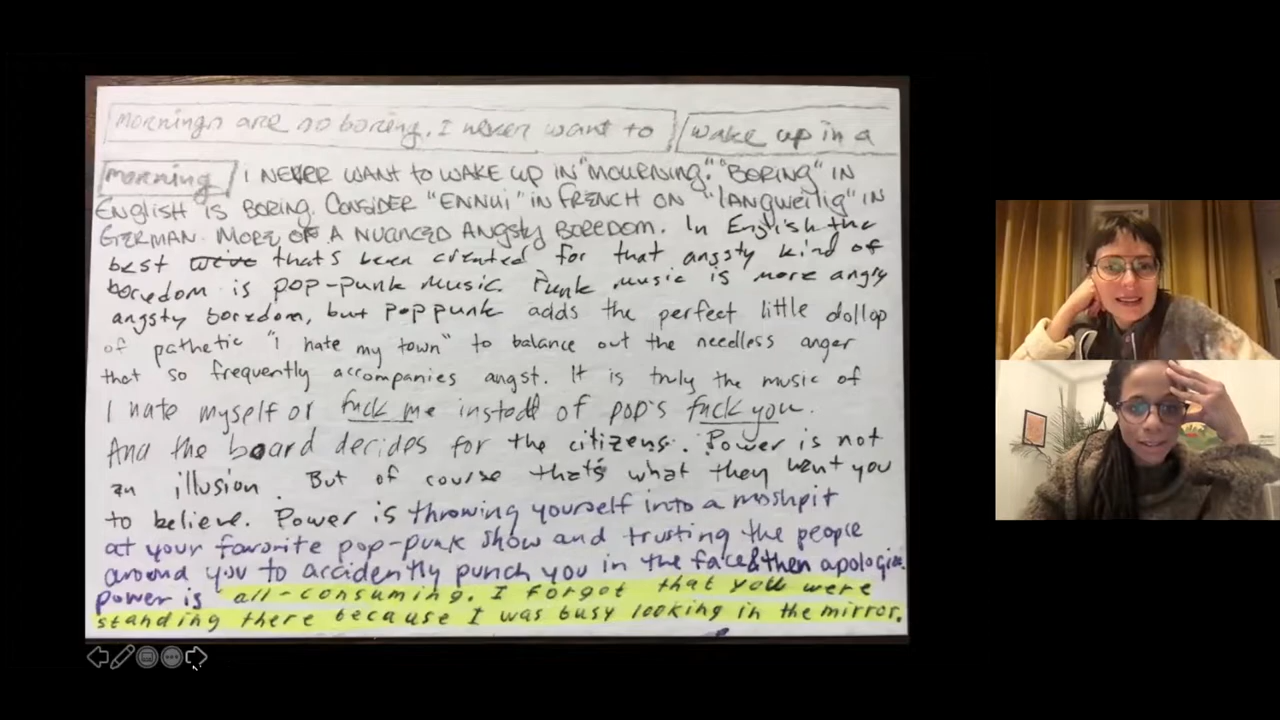 mornings are so boring. I never want to wake up in a
morning I NEVER WANT TO WAKE UP IN "MOURNING". "BORING" IN
ENGLISH IS BORING. CONSIDER "ENNUI" IN FRENCH OR "LANGWEILIG" IN
GERMAN. MORE OF A NUANCED ANGSTY BOREDOM. In English the
best we've that's been created for that angsty kind of
boredom is pop-punk music. Punk music is more angry
angsty boredom, but pop punk adds the perfect little dollop
of pathetic "i hate my town" to balance out the needless anger
that so frequently accompanies angst. It is truly the music of
I hate myself or fuck me instead of pop's fuck you.
And the board decides for the citizens. Power is not
an illusion. But of course that's what they want you
to believe. Power is throwing yourself into a moshpit
at your favorite pop-punk show and trusting the people
around you to accidently punch you in the face & then apologize.
power is all-consuming. I forgot that you were
standing there because I was busy looking in the mirror.